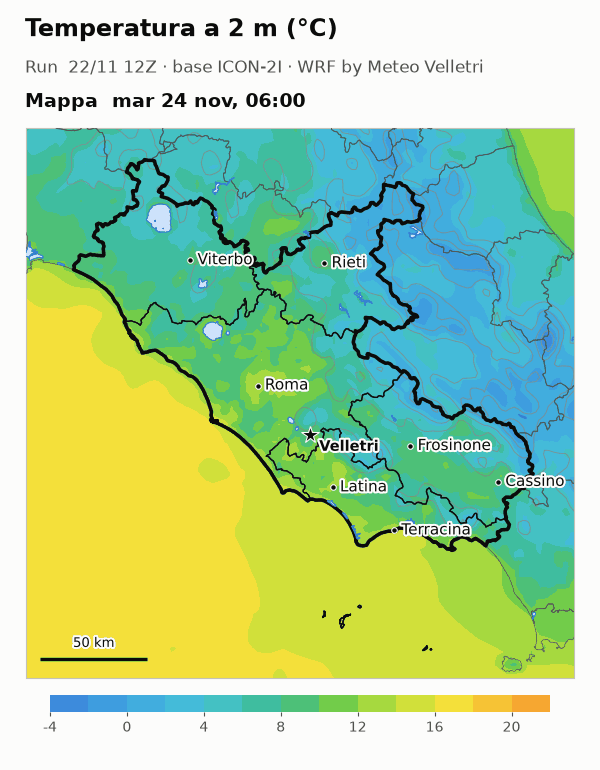 Temperatura a 2 m (°C)
Run  22/11 12Z · base ICON-2I · WRF by Meteo Velletri
Mappa  mar 24 nov, 06:00
Viterbo
Rieti
Roma
Velletri
Frosinone
Latina
Cassino
Terracina
50 km
-4 0 4 8 12 16 20